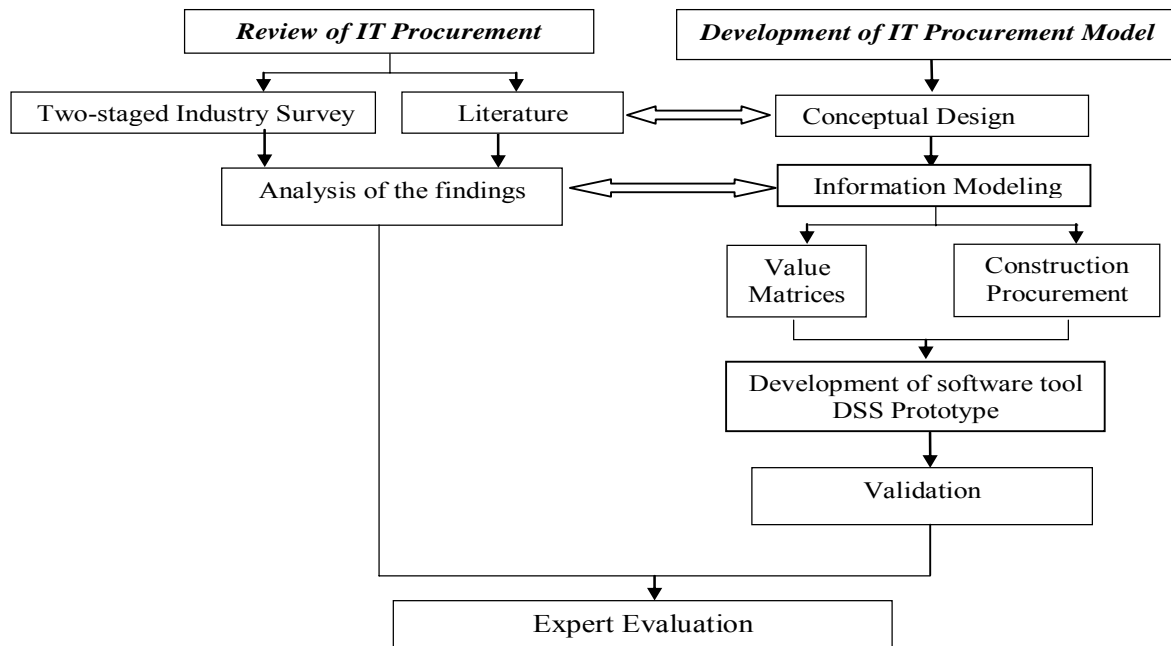 Review of IT Procurement
Development of IT Procurement Model
Two-staged Industry Survey
Literature
Conceptual Design
Analysis of the findings
Information Modeling
Value
Matrices
Construction
Procurement
Development of software tool
DSS Prototype
Validation
Expert Evaluation